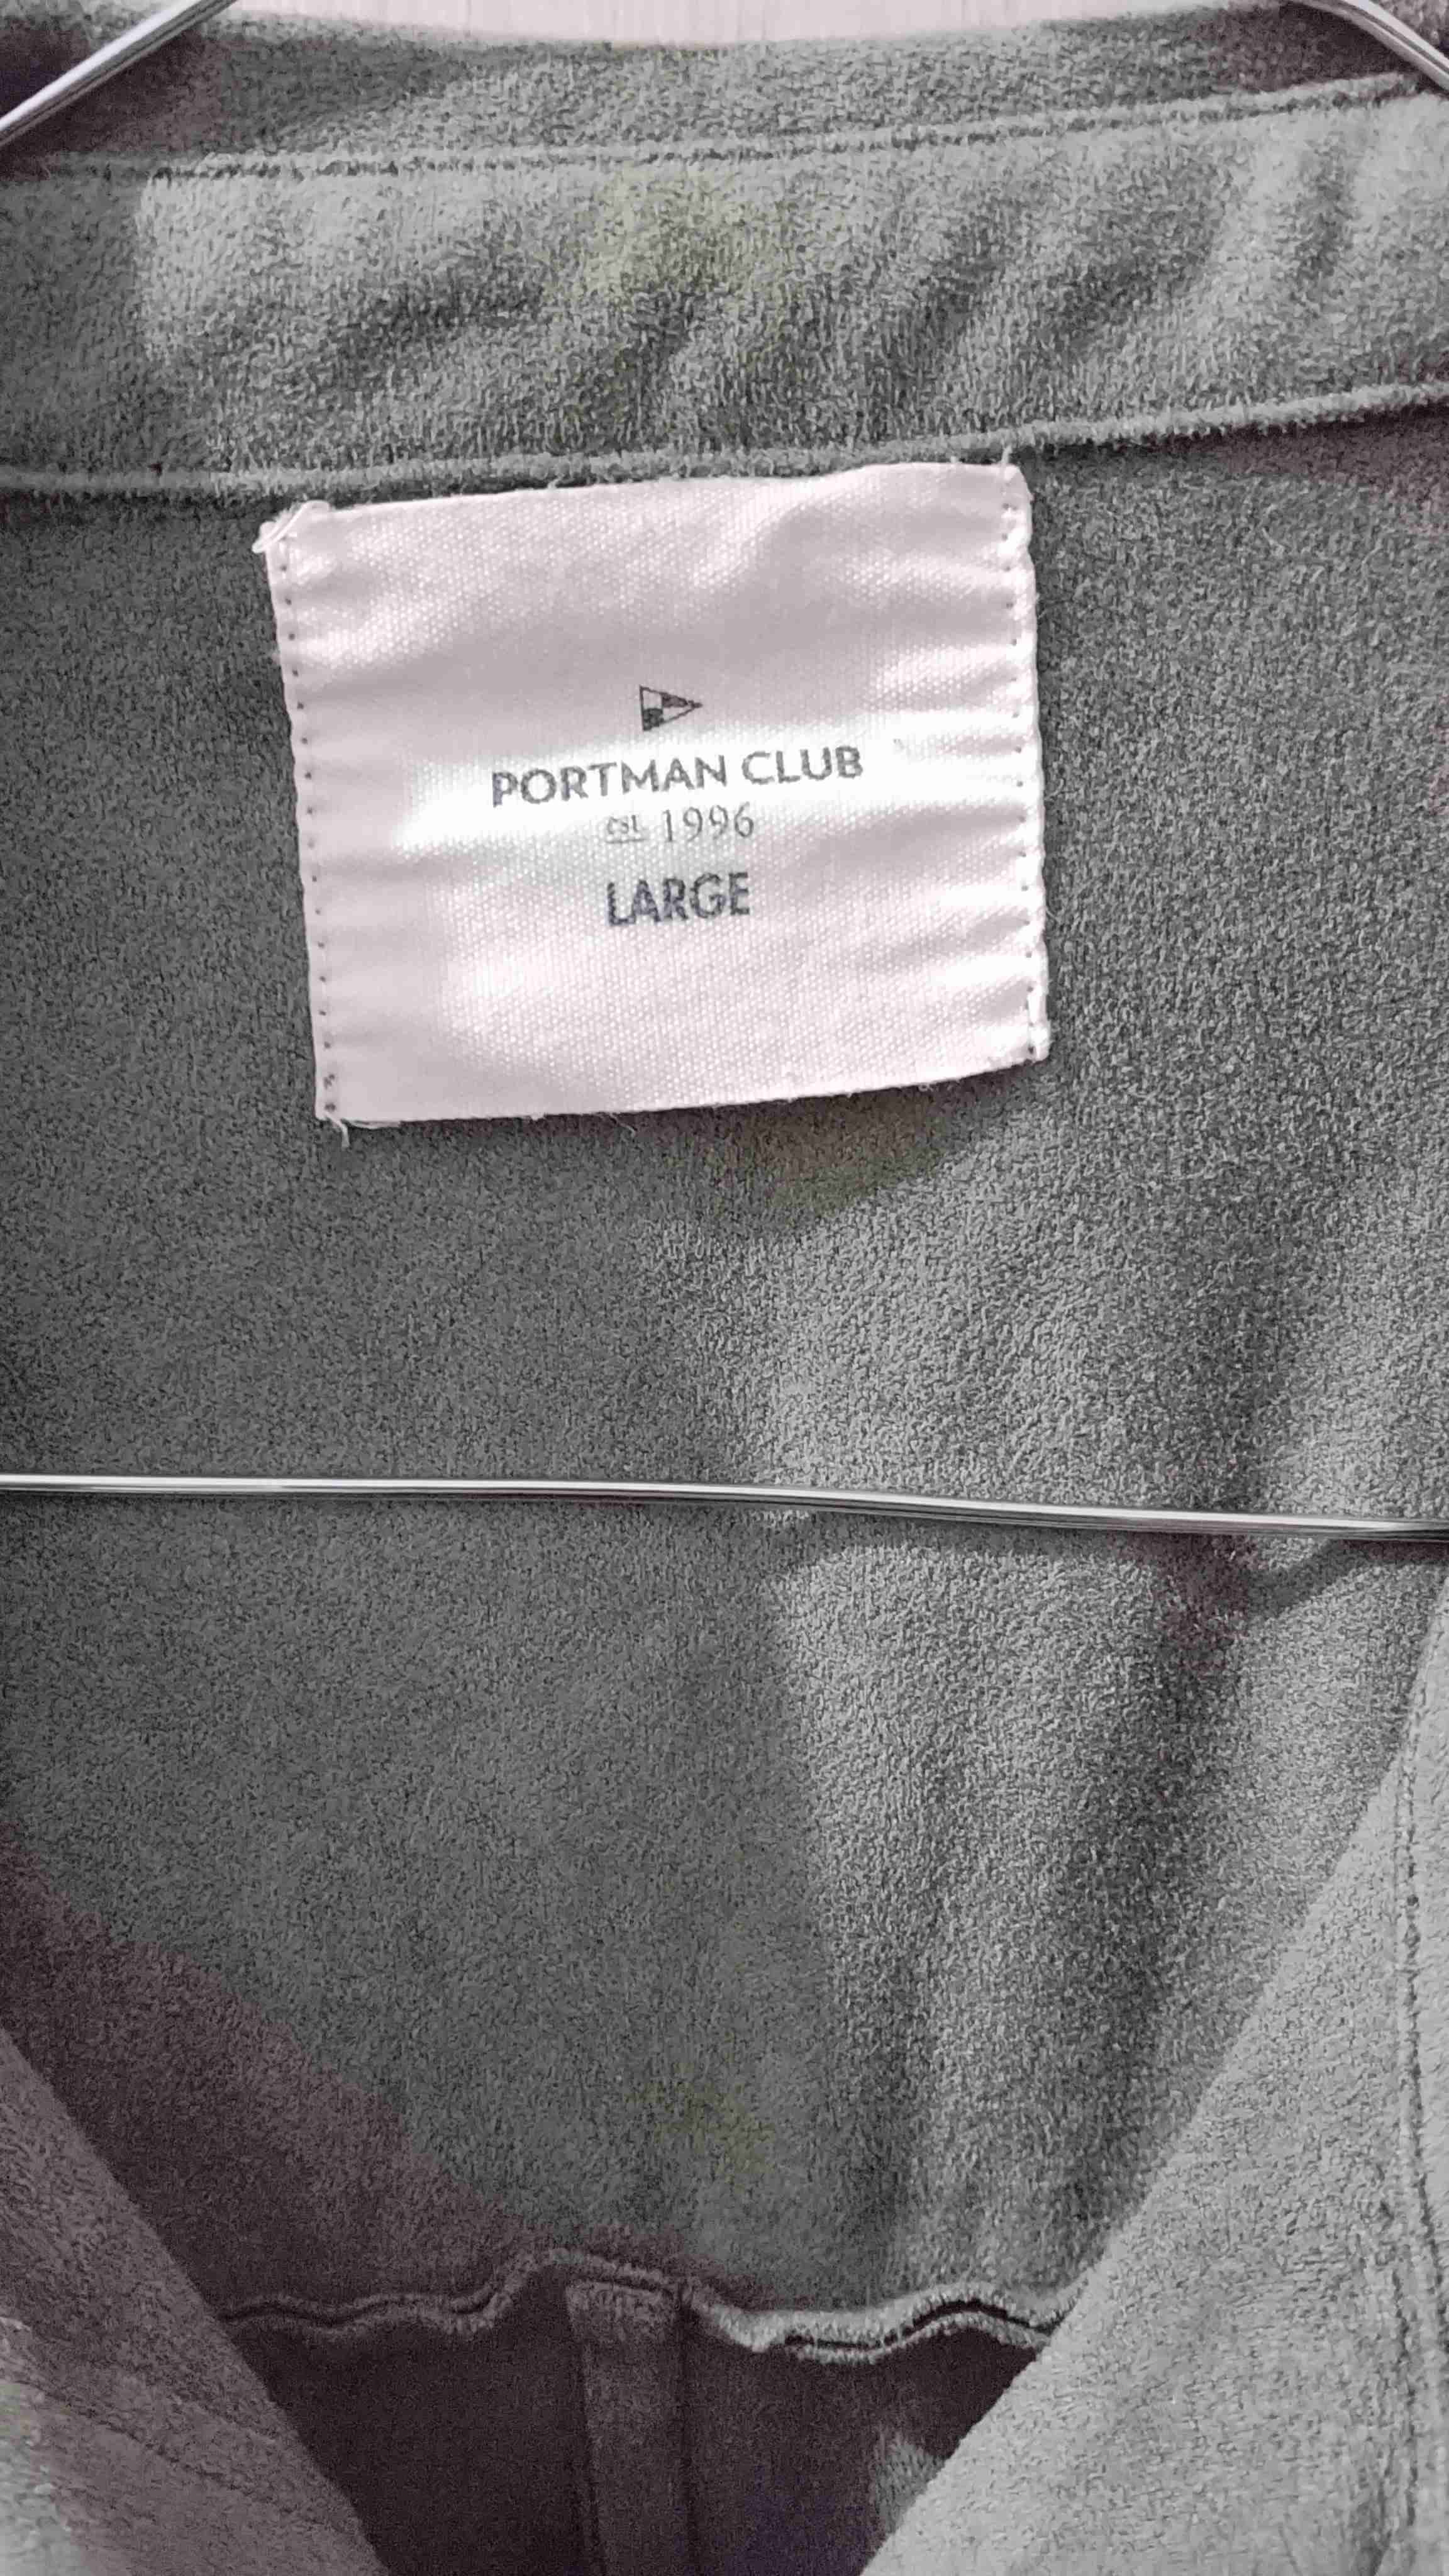 PORTMAN CLUB
EST. 1996
LARGE